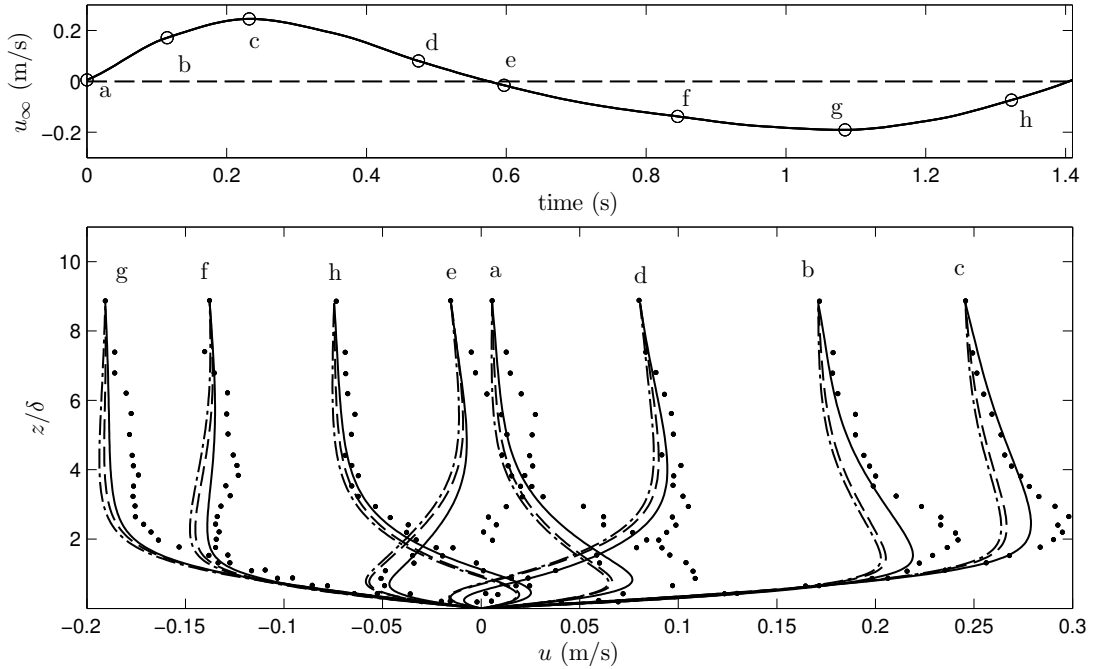 0.2
0
−0.2
u∞ (m/s)
a
b
c
d
e
f
g
h
0 0.2 0.4 0.6 0.8 1 1.2 1.4
time (s)
10
8
6
4
2
z/δ
g f h e a d b c
−0.2 −0.15 −0.1 −0.05 0 0.05 0.1 0.15 0.2 0.25 0.3
u (m/s)